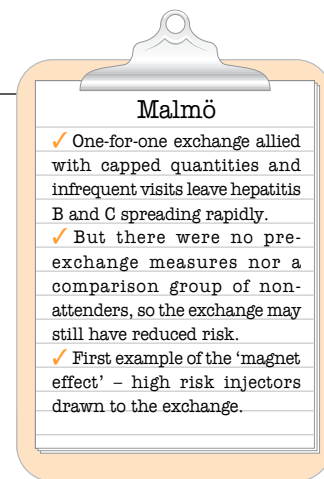 Malmö
✓ One-for-one exchange allied
with capped quantities and
infrequent visits leave hepatitis
B and C spreading rapidly.
✓ But there were no pre-
exchange measures nor a
comparison group of non-
attenders, so the exchange may
still have reduced risk.
✓ First example of the ‘magnet
effect’ – high risk injectors
drawn to the exchange.